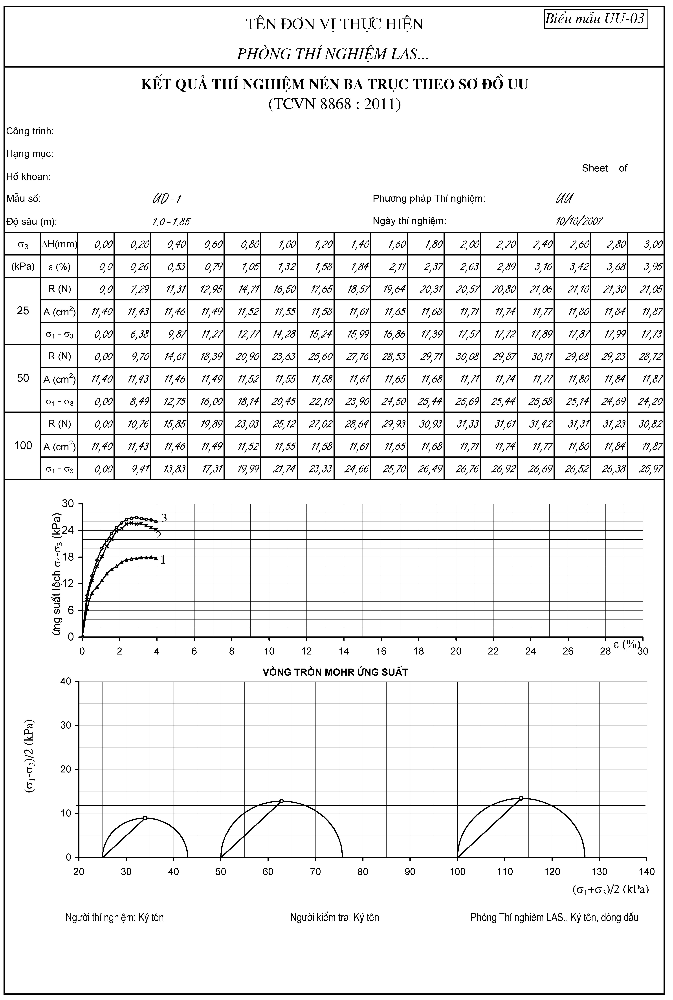 Biểu mẫu UU-03
TÊN ĐƠN VỊ THỰC HIỆN
PHÒNG THÍ NGHIỆM LAS...
KẾT QUẢ THÍ NGHIỆM NÉN BA TRỤC THEO SƠ ĐỒ UU
(TCVN 8868 : 2011)
Công trình:
Hạng mục:
Sheet of
Hố khoan:
Mẫu số: UD-1 Phương pháp Thí nghiệm: UU
Độ sâu (m): 1.0-1.85 Ngày thí nghiệm: 10/10/2007
σ3 ΔH(mm) 0,00 0,20 0,40 0,60 0,80 1,00 1,20 1,40 1,60 1,80 2,00 2,20 2,40 2,60 2,80 3,00
(kPa) ε (%) 0,0 0,26 0,53 0,79 1,05 1,32 1,58 1,84 2,11 2,37 2,63 2,89 3,16 3,42 3,68 3,95
R (N) 0,0 7,29 11,31 12,95 14,71 16,50 17,65 18,57 19,64 20,31 20,57 20,80 21,06 21,10 21,30 21,05
25 A (cm2) 11,40 11,43 11,46 11,49 11,52 11,55 11,58 11,61 11,65 11,68 11,71 11,74 11,77 11,80 11,84 11,87
σ1 - σ3 0,00 6,38 9,87 11,27 12,77 14,28 15,24 15,99 16,86 17,39 17,57 17,72 17,89 17,87 17,99 17,73
R (N) 0,00 9,70 14,61 18,39 20,90 23,63 25,60 27,76 28,53 29,71 30,08 29,87 30,11 29,68 29,23 28,72
50 A (cm2) 11,40 11,43 11,46 11,49 11,52 11,55 11,58 11,61 11,65 11,68 11,71 11,74 11,77 11,80 11,84 11,87
σ1 - σ3 0,00 8,49 12,75 16,00 18,14 20,45 22,10 23,90 24,50 25,44 25,69 25,44 25,58 25,14 24,69 24,20
R (N) 0,00 10,76 15,85 19,89 23,03 25,12 27,02 28,64 29,93 30,93 31,33 31,61 31,42 31,31 31,23 30,82
100 A (cm2) 11,40 11,43 11,46 11,49 11,52 11,55 11,58 11,61 11,65 11,68 11,71 11,74 11,77 11,80 11,84 11,87
σ1 - σ3 0,00 9,41 13,83 17,31 19,99 21,74 23,33 24,66 25,70 26,49 26,76 26,92 26,69 26,52 26,38 25,97
ứng suất lệch σ1-σ3 (kPa)
30
24
18
12
6
0
3
2
1
0 2 4 6 8 10 12 14 16 18 20 22 24 26 28 30
ε (%)
VÒNG TRÒN MOHR ỨNG SUẤT
(σ1-σ3)/2 (kPa)
40
30
20
10
0
20 30 40 50 60 70 80 90 100 110 120 130 140
(σ1+σ3)/2 (kPa)
Người thí nghiệm: Ký tên Người kiểm tra: Ký tên Phòng Thí nghiệm LAS.. Ký tên, đóng dấu